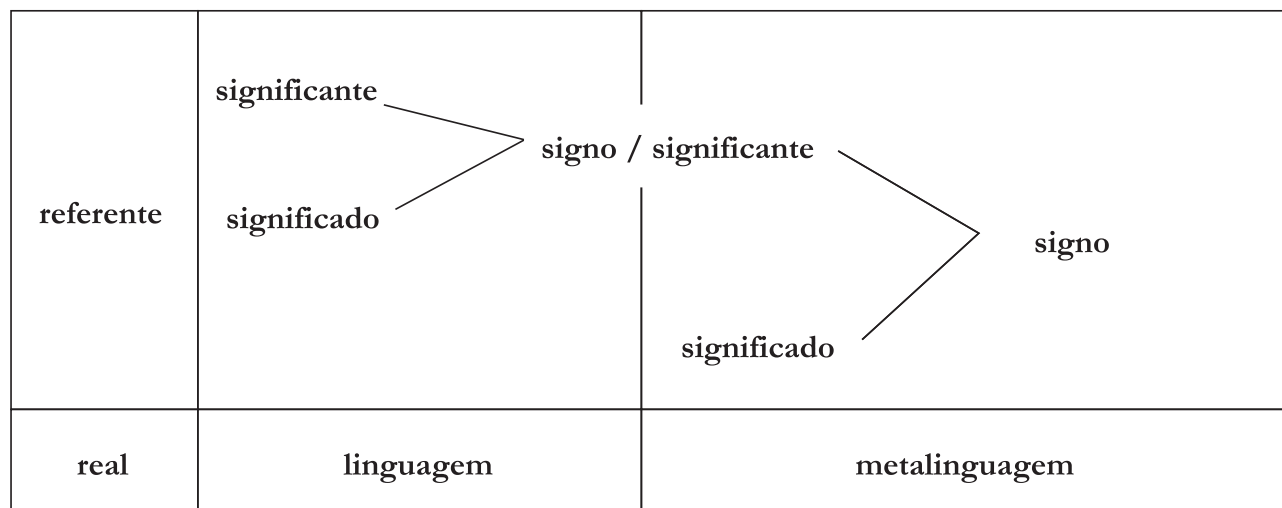 significante
signo / significante
referente
significado
signo
significado
real
linguagem
metalinguagem